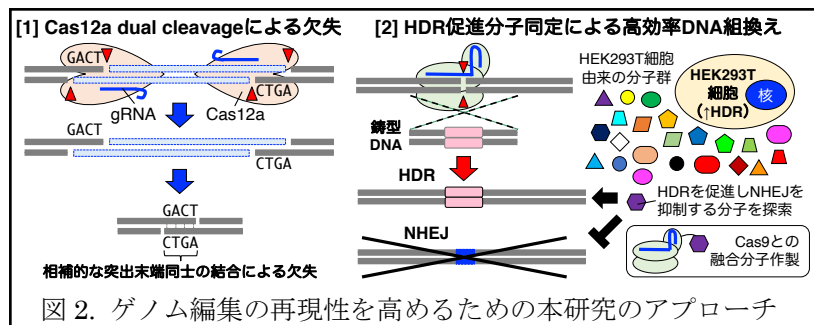 [1] Cas12a dual cleavageによる欠失
GACT
CTGA
gRNA
Cas12a
GACT
CTGA
GACT
CTGA
相補的な突出末端同士の結合による欠失
[2] HDR促進分子同定による高効率DNA組換え
鋳型
DNA
HDR
NHEJ
HEK293T細胞
由来の分子群
HEK293T
細胞
(↑HDR)
核
HDRを促進しNHEJを
抑制する分子を探索
Cas9との
融合分子作製
図 2. ゲノム編集の再現性を高めるための本研究のアプローチ